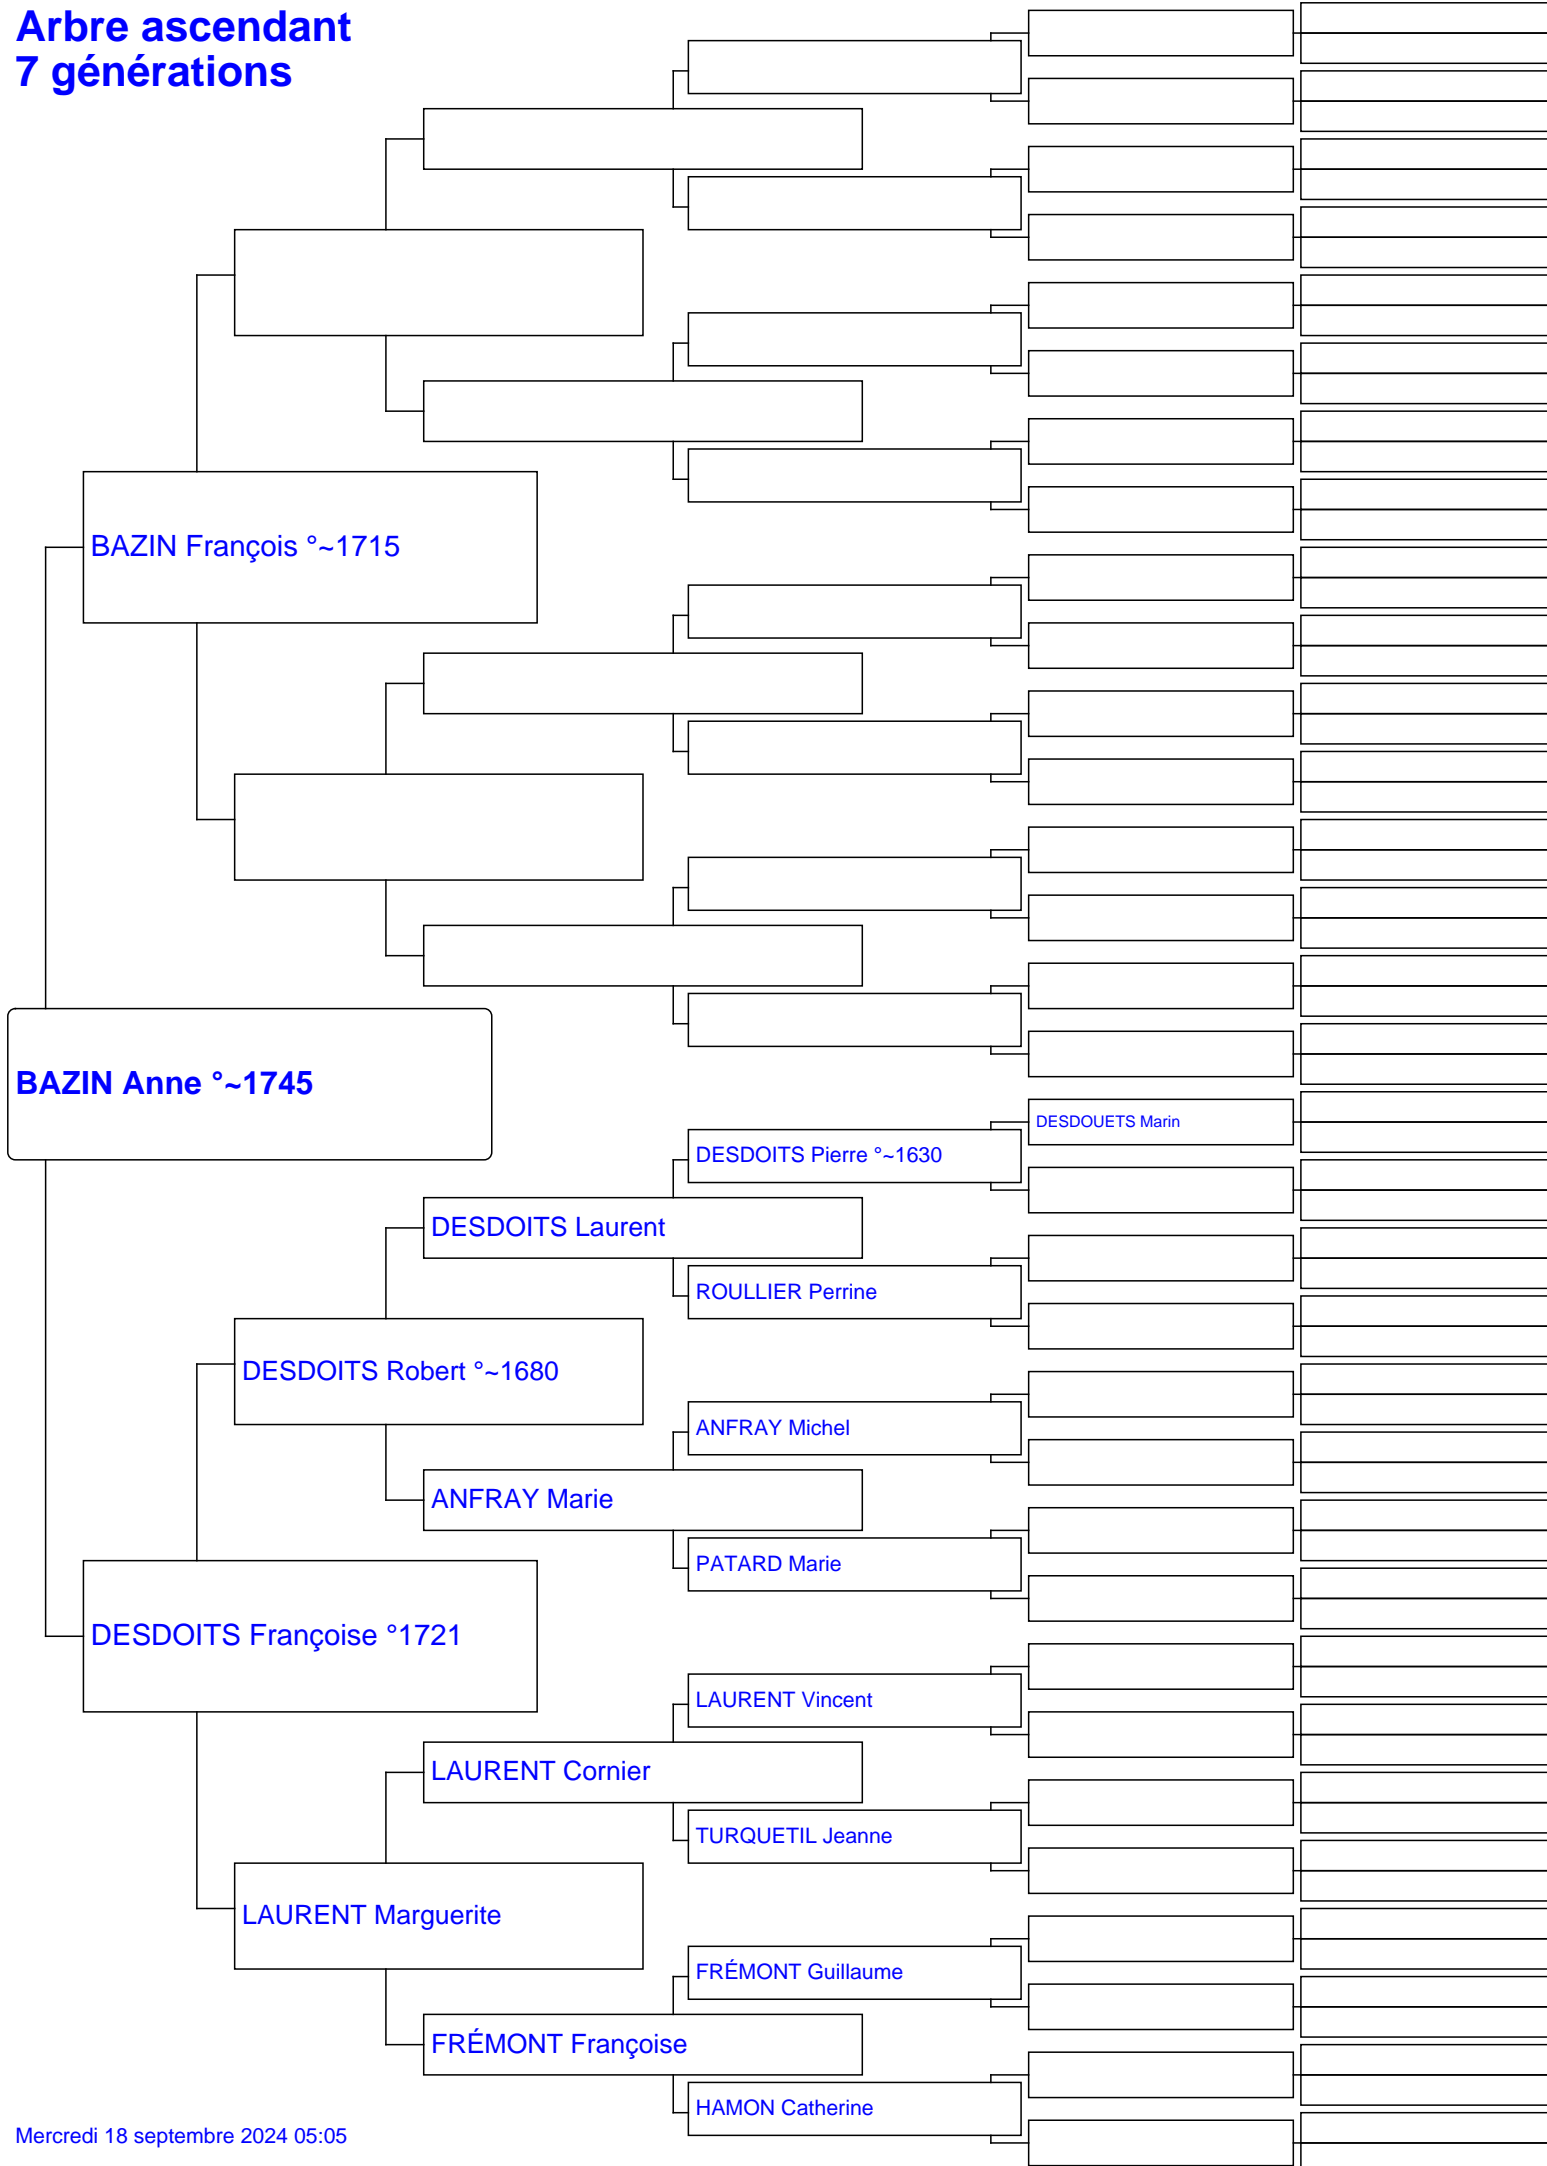 Arbre ascendant
7 générations
BAZIN François °~1715
BAZIN Anne °~1745
DESDOUETS Marin
DESDOITS Pierre °~1630
DESDOITS Laurent
ROULLIER Perrine
DESDOITS Robert °~1680
ANFRAY Michel
ANFRAY Marie
PATARD Marie
DESDOITS Françoise °1721
LAURENT Vincent
LAURENT Cornier
TURQUETIL Jeanne
LAURENT Marguerite
FRÉMONT Guillaume
FRÉMONT Françoise
HAMON Catherine
Mercredi 18 septembre 2024 05:05